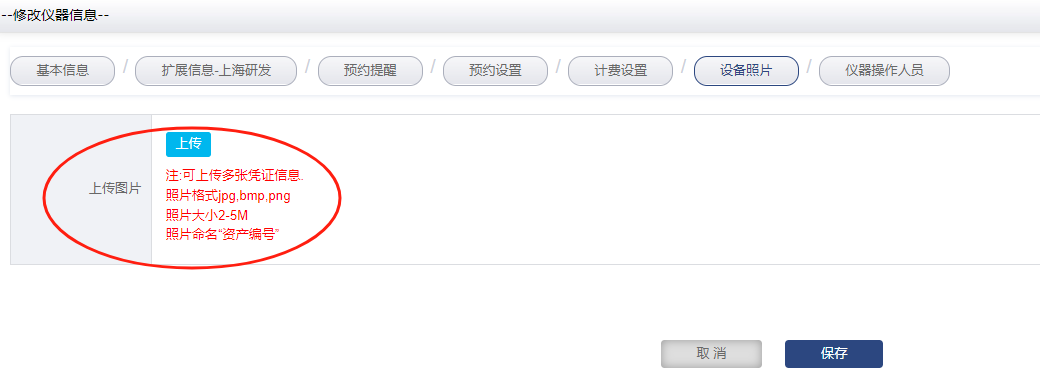 --修改仪器信息--
基本信息 / 扩展信息-上海研发 / 预约提醒 / 预约设置 / 计费设置 / 设备照片 / 仪器操作人员
上传
注:可上传多张凭证信息.
上传图片
照片格式jpg,bmp,png
照片大小2-5M
照片命名“资产编号”
取 消 保存